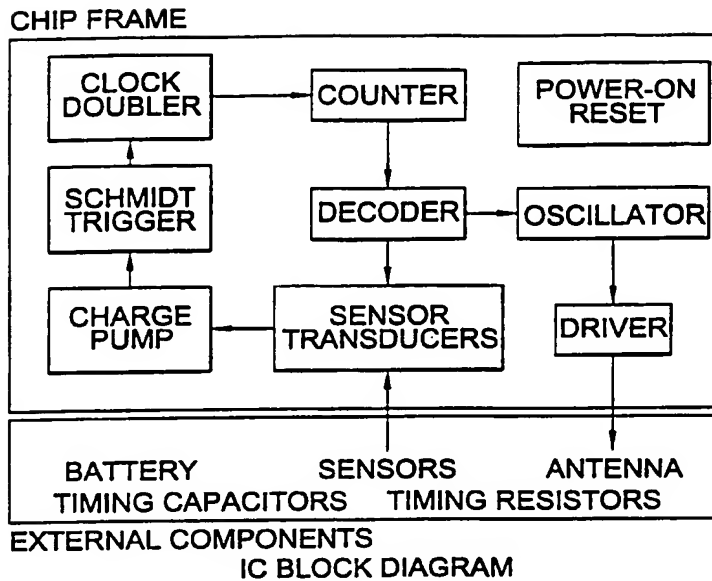 CHIP FRAME
CLOCK
DOUBLER
COUNTER
POWER-ON
RESET
SCHMIDT
TRIGGER
DECODER
OSCILLATOR
CHARGE
PUMP
SENSOR
TRANSDUCERS
DRIVER
BATTERY SENSORS ANTENNA
TIMING CAPACITORS TIMING RESISTORS
EXTERNAL COMPONENTS
IC BLOCK DIAGRAM